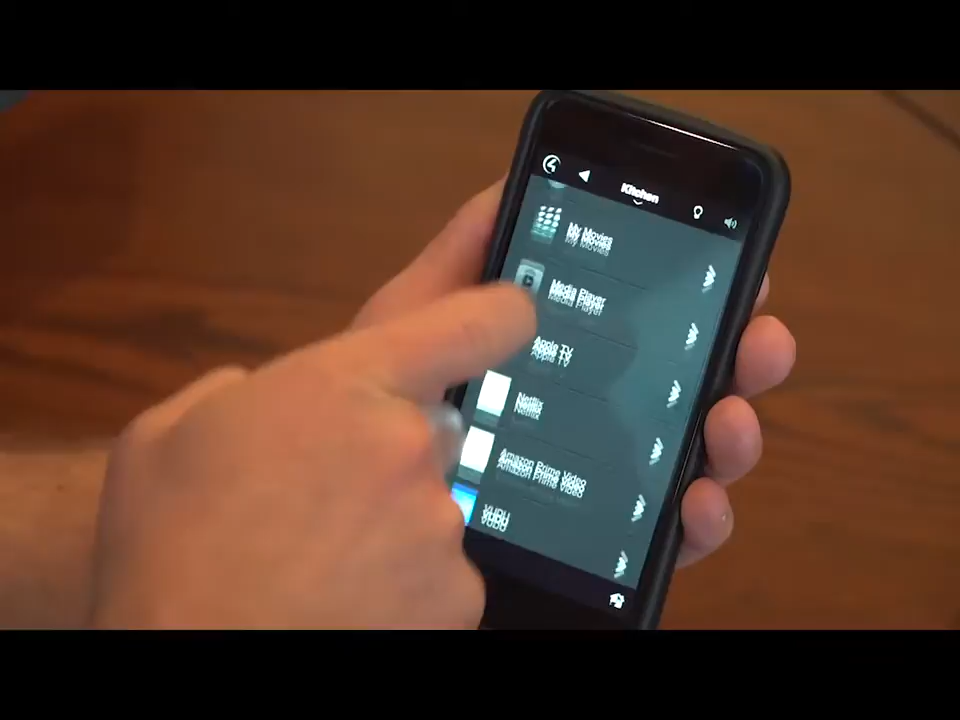 Kitchen
My Movies
Media Player
Apple TV
Netflix
Amazon Prime Video
VUDU